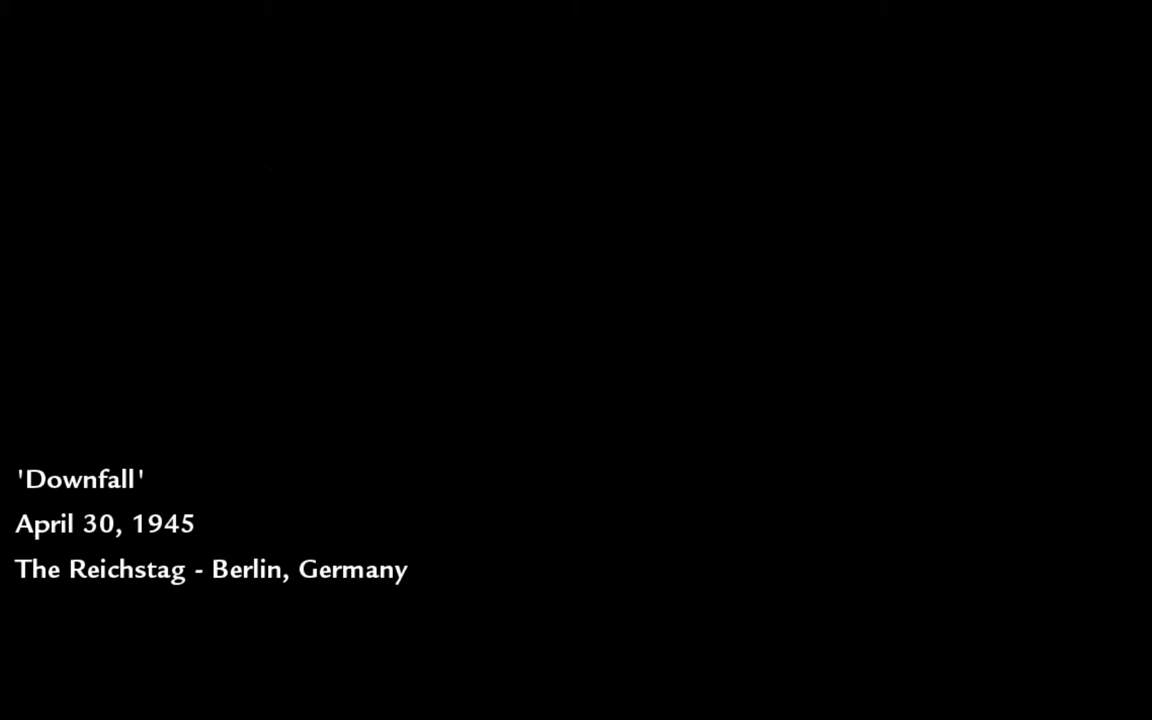 'Downfall'
April 30, 1945
The Reichstag - Berlin, Germany